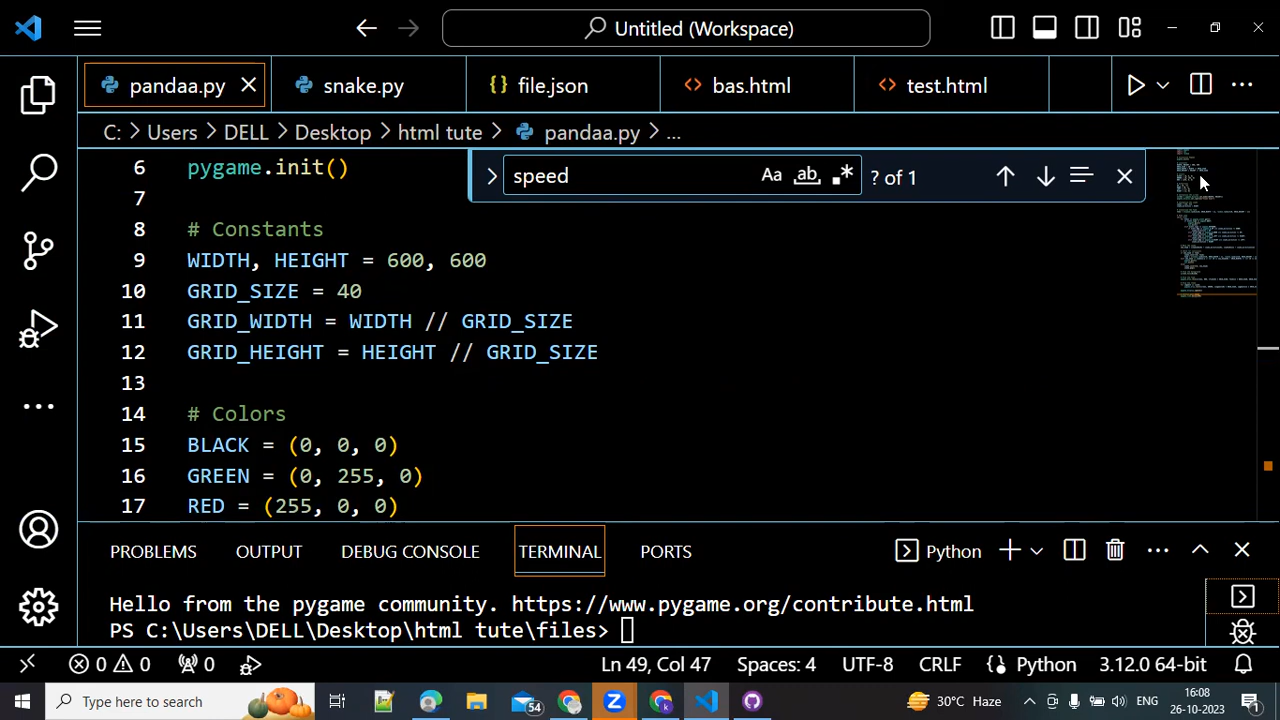 Untitled (Workspace)
pandaa.py
snake.py
file.json
bas.html
test.html
C: > Users > DELL > Desktop > html tute > pandaa.py > ...
speed
Aa ab ? of 1
6 pygame.init()
7
8 # Constants
9 WIDTH, HEIGHT = 600, 600
10 GRID_SIZE = 40
11 GRID_WIDTH = WIDTH // GRID_SIZE
12 GRID_HEIGHT = HEIGHT // GRID_SIZE
13
14 # Colors
15 BLACK = (0, 0, 0)
16 GREEN = (0, 255, 0)
17 RED = (255, 0, 0)
PROBLEMS OUTPUT DEBUG CONSOLE TERMINAL PORTS Python
Hello from the pygame community. https://www.pygame.org/contribute.html
PS C:\Users\DELL\Desktop\html tute\files>
0 0 0 Ln 49, Col 47 Spaces: 4 UTF-8 CRLF Python 3.12.0 64-bit
Type here to search 54 30°C Haze ENG 16:08
26-10-2023 1